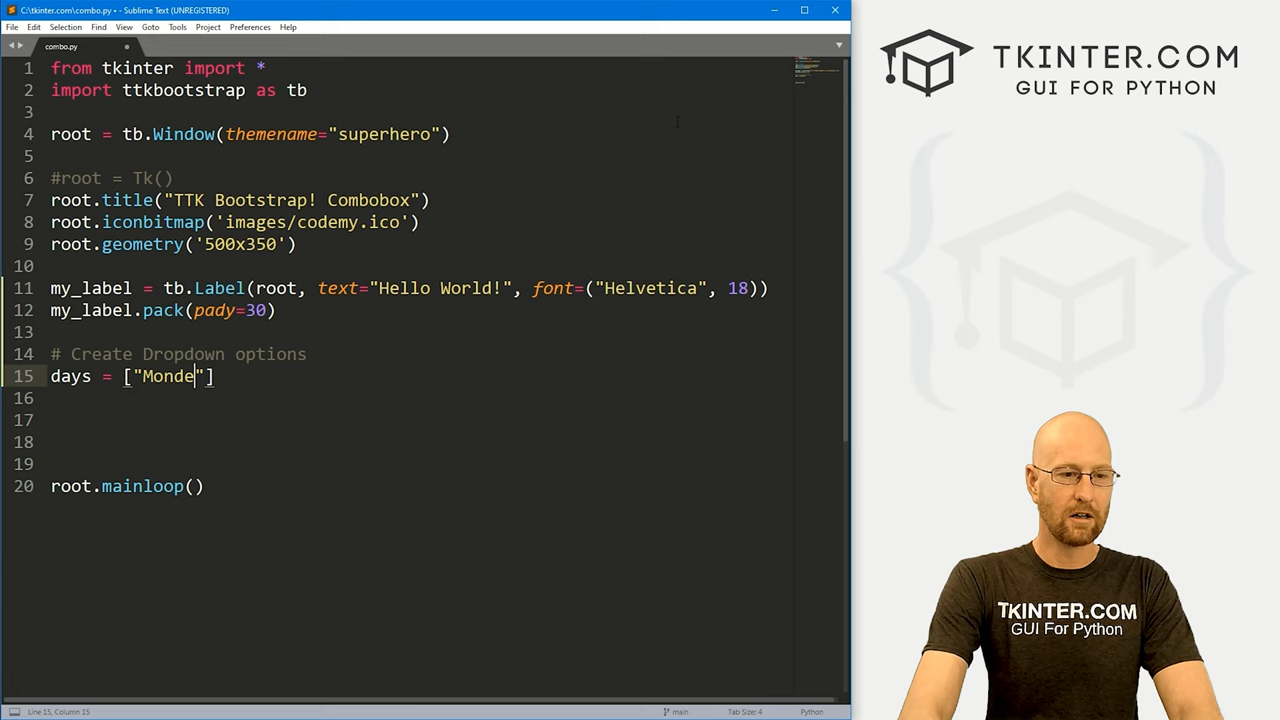 C:\tkinter.com\combo.py • - Sublime Text (UNREGISTERED)
File Edit Selection Find View Goto Tools Project Preferences Help
combo.py
1 from tkinter import *
2 import ttkbootstrap as tb
3
4 root = tb.Window(themename="superhero")
5
6 #root = Tk()
7 root.title("TTK Bootstrap! Combobox")
8 root.iconbitmap('images/codemy.ico')
9 root.geometry('500x350')
10
11 my_label = tb.Label(root, text="Hello World!", font=("Helvetica", 18))
12 my_label.pack(pady=30)
13
14 # Create Dropdown options
15 days = ["Monde"]
16
17
18
19
20 root.mainloop()
Line 15, Column 15 main Tab Size: 4 Python
TKINTER.COM
GUI FOR PYTHON
TKINTER.COM
GUI For Python